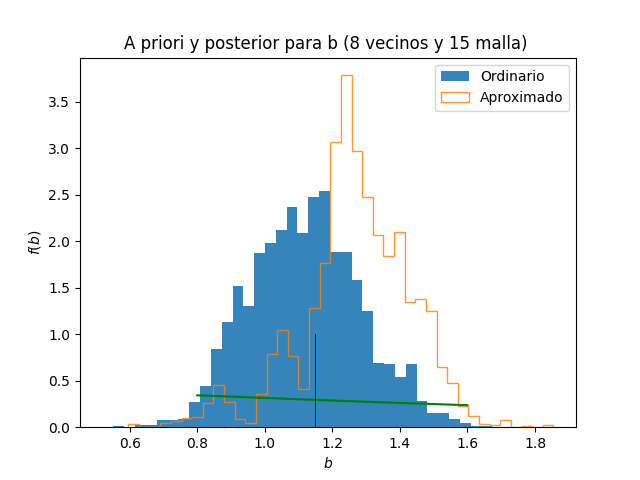 A priori y posterior para b (8 vecinos y 15 malla)
Ordinario
Aproximado
3.5
3.0
2.5
2.0
1.5
1.0
0.5
0.0
f(b)
0.6 0.8 1.0 1.2 1.4 1.6 1.8
b